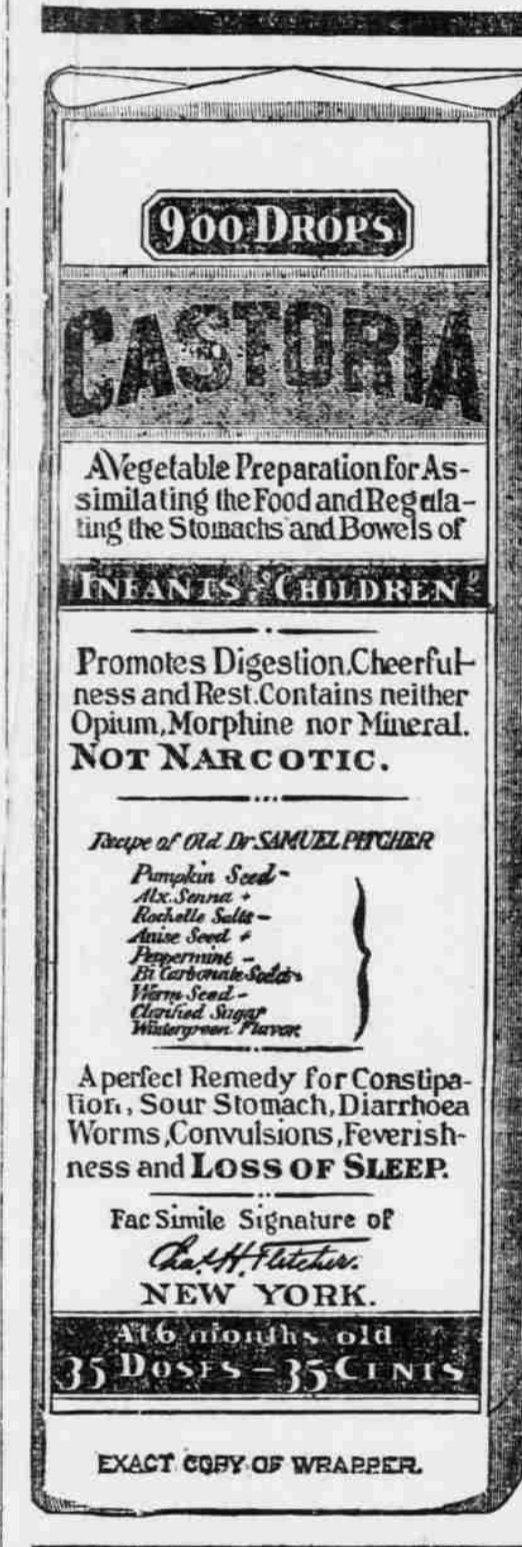 900 DROPS
CASTORIA
A Vegetable Preparation for As-
similating the Food and Regula-
ting the Stomachs and Bowels of
INFANTS, CHILDREN
Promotes Digestion, Cheerful-
ness and Rest. Contains neither
Opium, Morphine nor Mineral.
NOT NARCOTIC.
Recipe of Old Dr SAMUEL PITCHER
Pumpkin Seed -
Alx. Senna +
Rochelle Salts -
Anise Seed +
Peppermint -
Bi Carbonate Soda +
Worm Seed -
Clarified Sugar
Wintergreen Flavor
A perfect Remedy for Constipa-
tion, Sour Stomach, Diarrhoea
Worms, Convulsions, Feverish-
ness and LOSS OF SLEEP.
Fac Simile Signature of
Chas. H. Fletcher.
NEW YORK.
At 6 months old
35 DOSES – 35 CENTS
EXACT COPY OF WRAPPER.